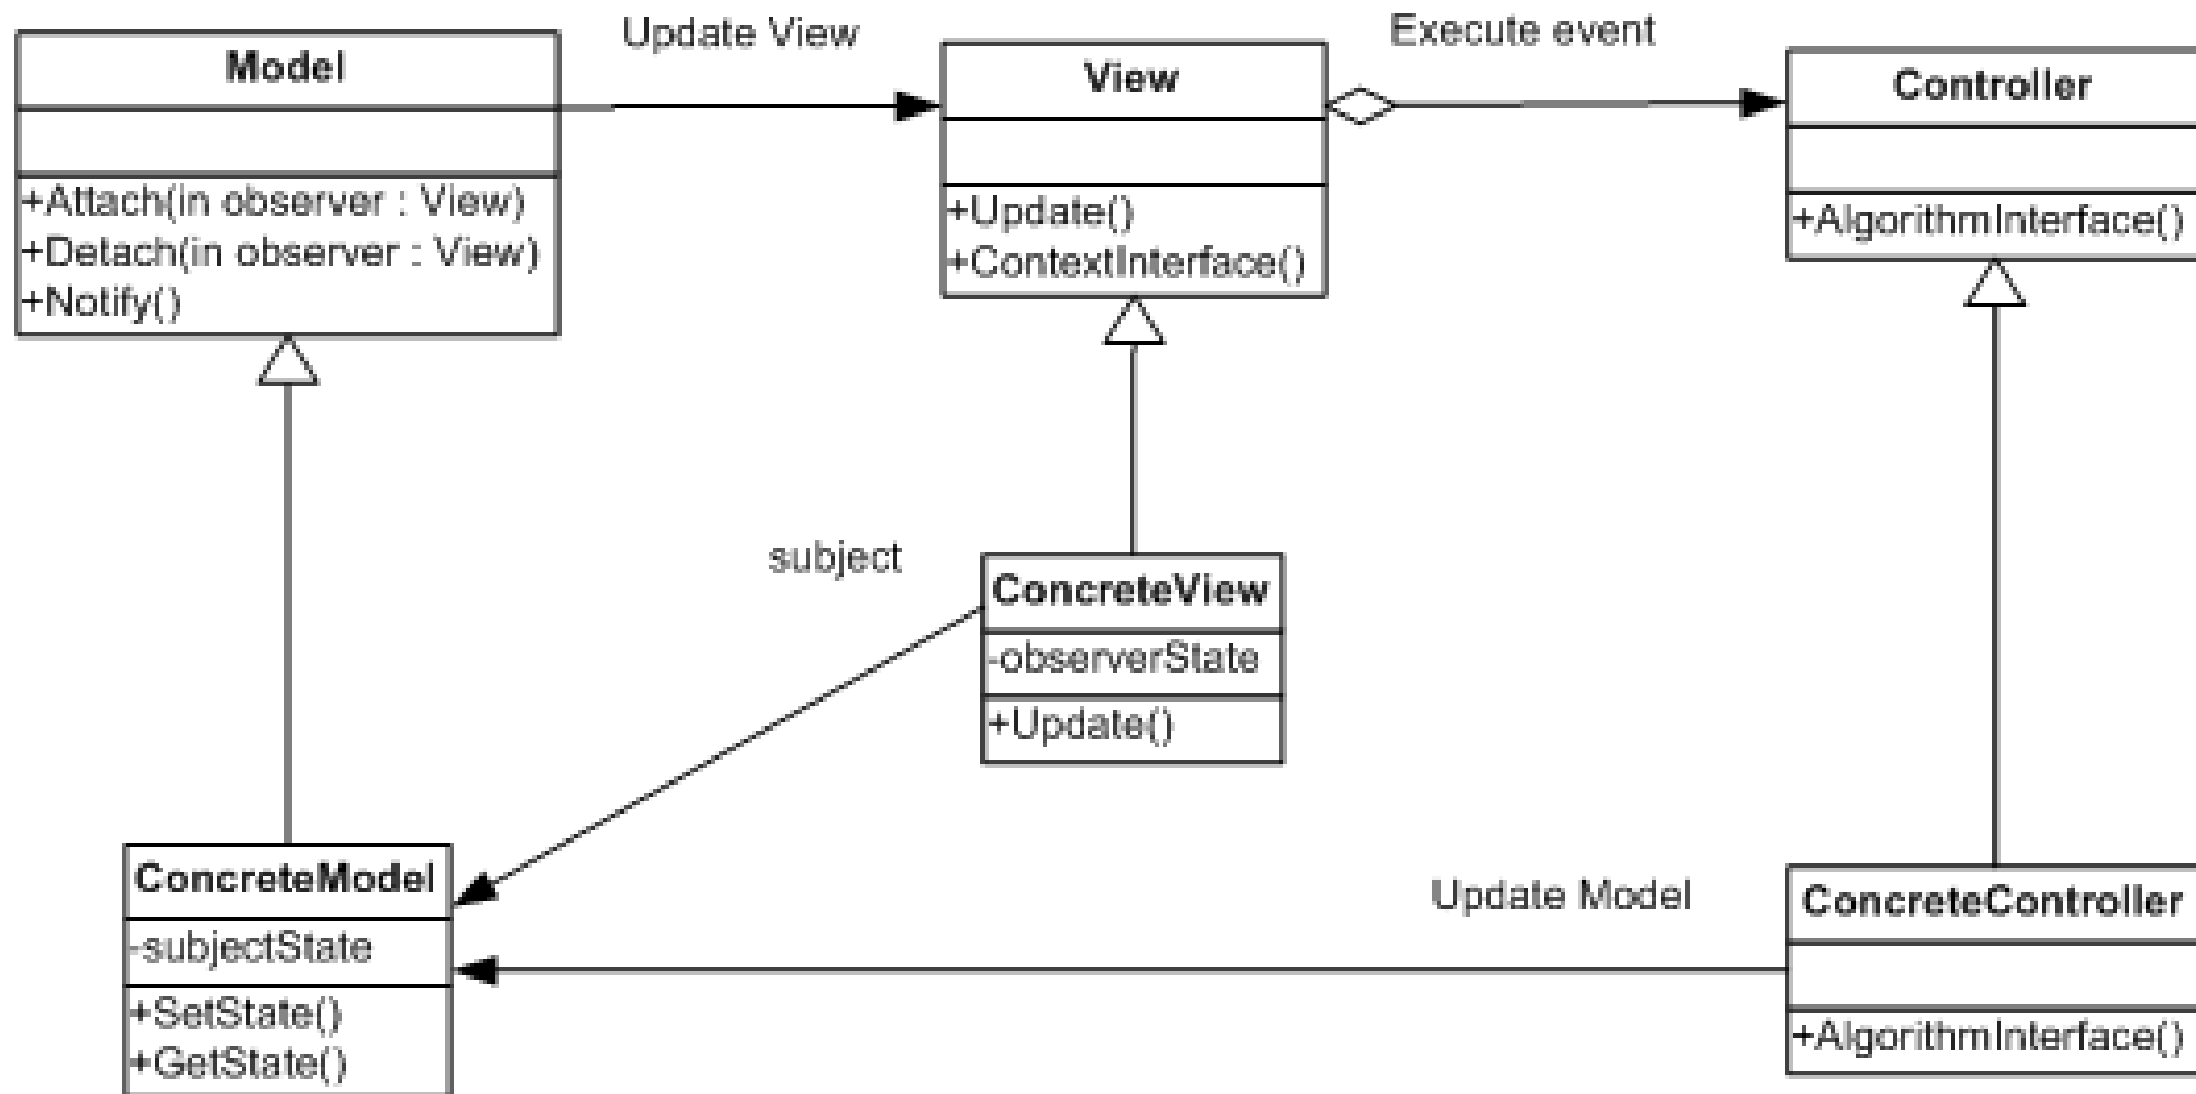 Update View
Execute event
Model
View
Controller
+Attach(in observer : View)
+Detach(in observer : View)
+Notify()
+Update()
+ContextInterface()
+AlgorithmInterface()
subject
ConcreteView
-observerState
+Update()
ConcreteModel
-subjectState
+SetState()
+GetState()
Update Model
ConcreteController
+AlgorithmInterface()